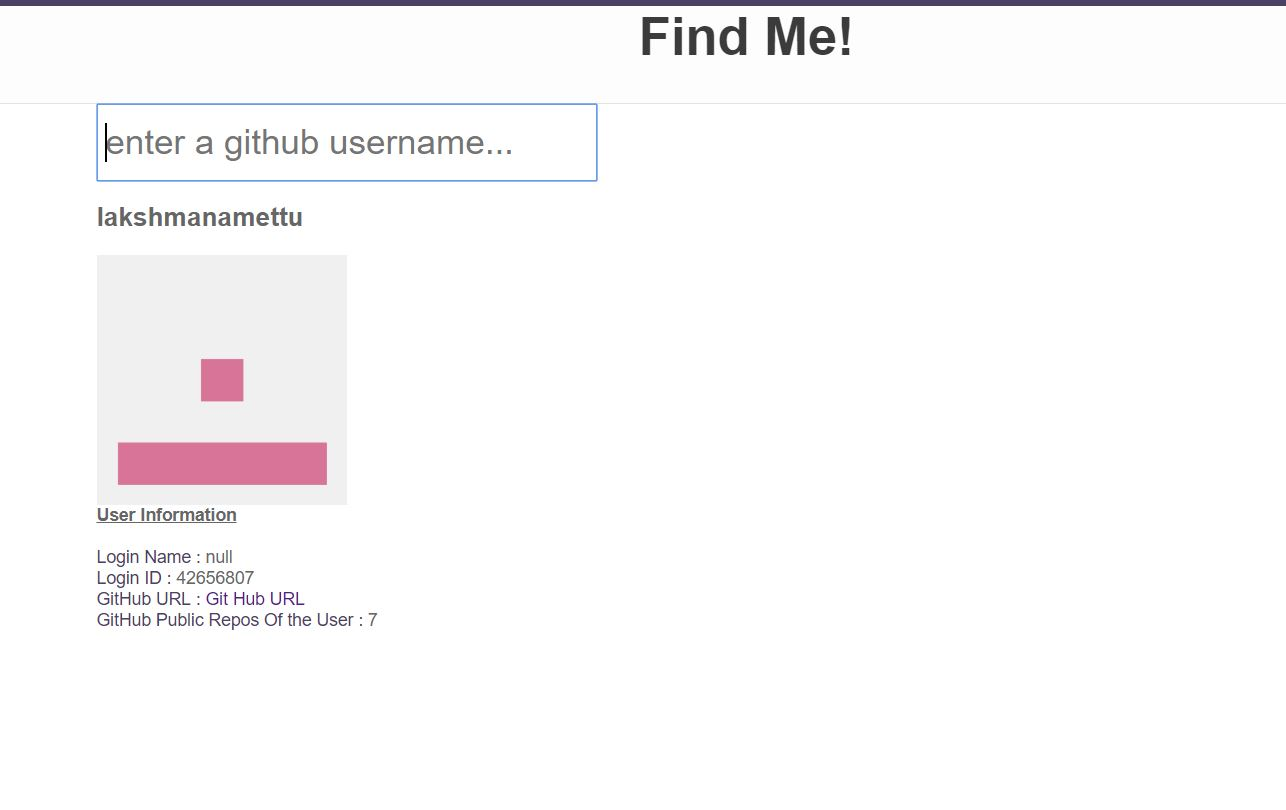 Find Me!
enter a github username...
lakshmanamettu
User Information
Login Name : null
Login ID : 42656807
GitHub URL : Git Hub URL
GitHub Public Repos Of the User : 7